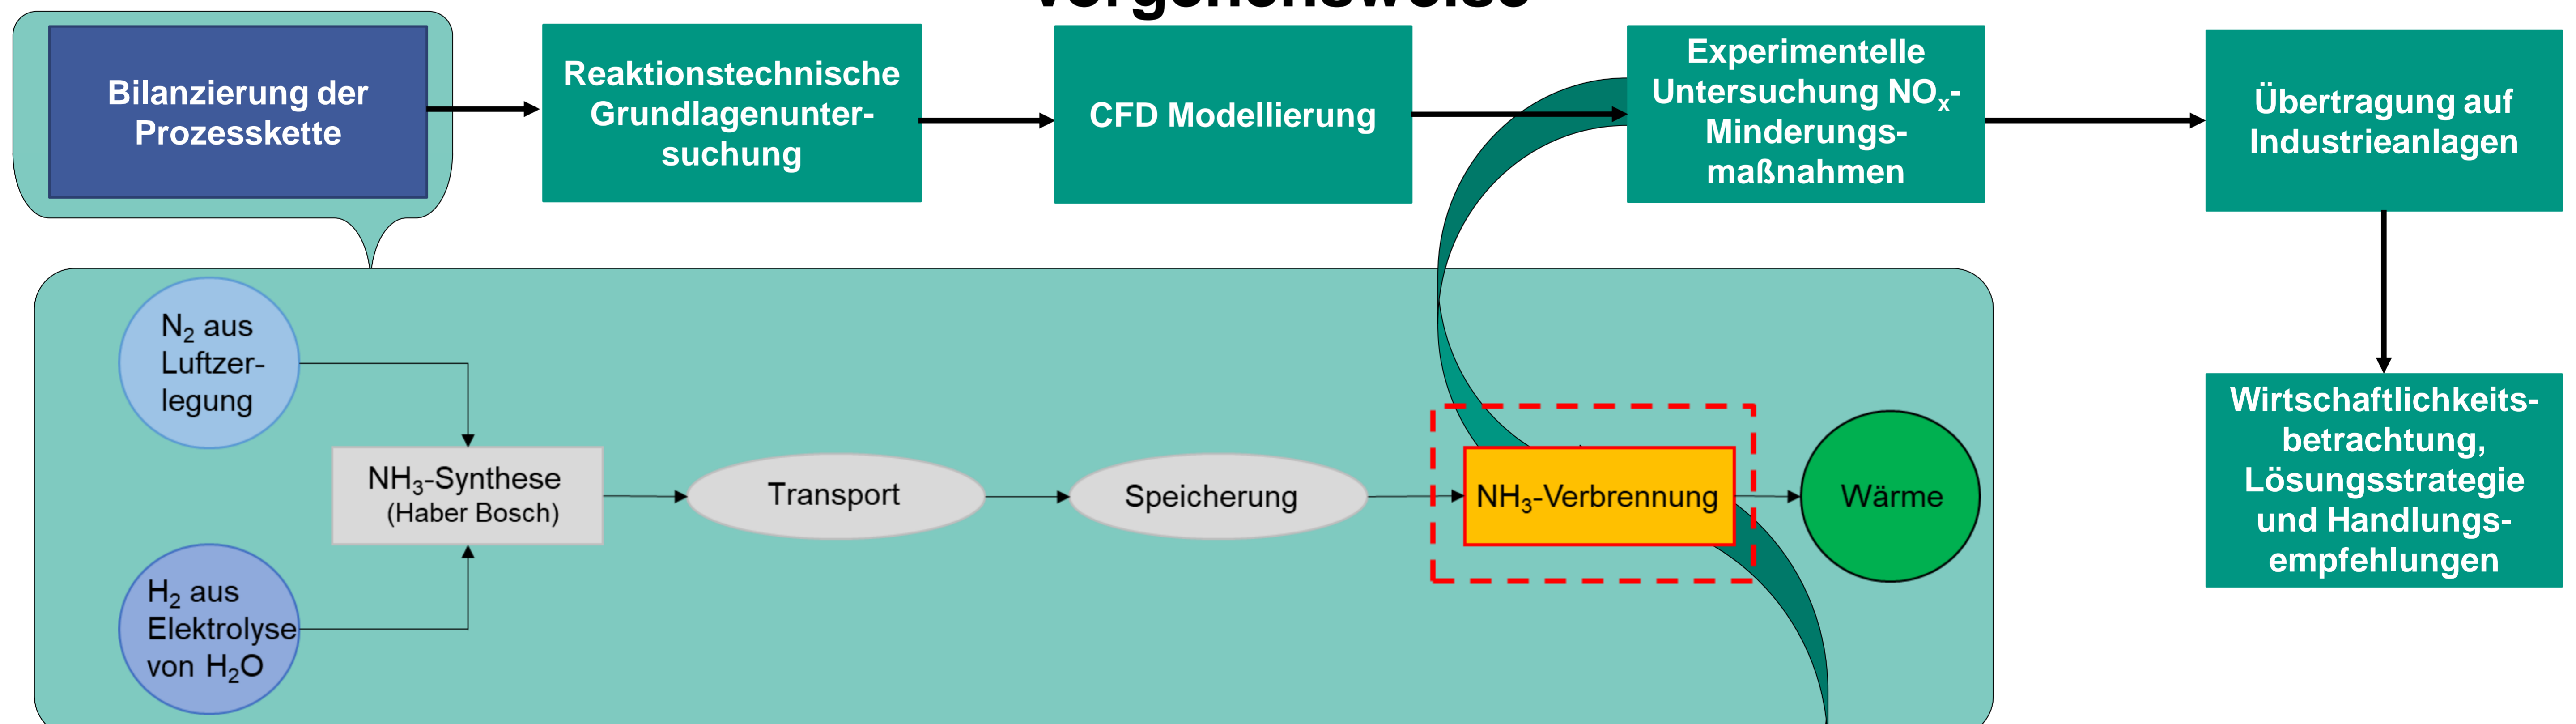 Vorgehensweise
Bilanzierung der
Prozesskette
Reaktionstechnische
Grundlagenunter-
suchung
CFD Modellierung
Experimentelle
Untersuchung NOₓ-
Minderungs-
maßnahmen
Übertragung auf
Industrieanlagen
Wirtschaftlichkeits-
betrachtung,
Lösungsstrategie
und Handlungs-
empfehlungen
N₂ aus
Luftzer-
legung
H₂ aus
Elektrolyse
von H₂O
NH₃-Synthese
(Haber Bosch)
Transport
Speicherung
NH₃-Verbrennung
Wärme